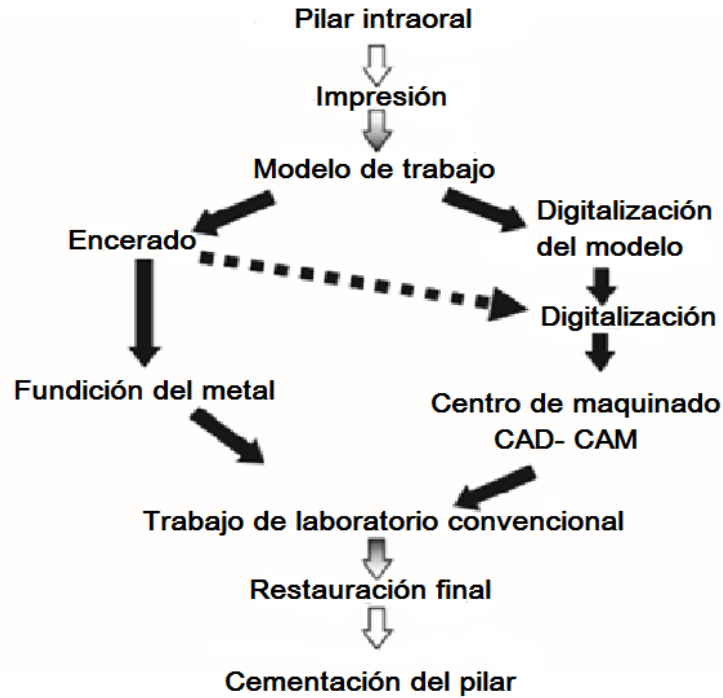 Pilar intraoral
Impresión
Modelo de trabajo
Encerado
Digitalización
del modelo
Digitalización
Fundición del metal
Centro de maquinado
CAD- CAM
Trabajo de laboratorio convencional
Restauración final
Cementación del pilar